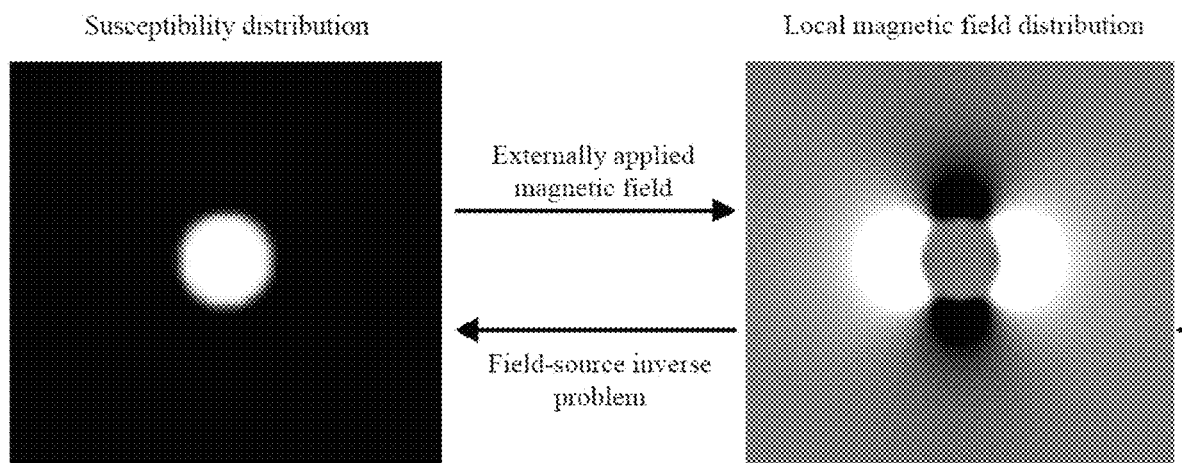 Susceptibility distribution
Local magnetic field distribution
Externally applied
magnetic field
Field-source inverse
problem